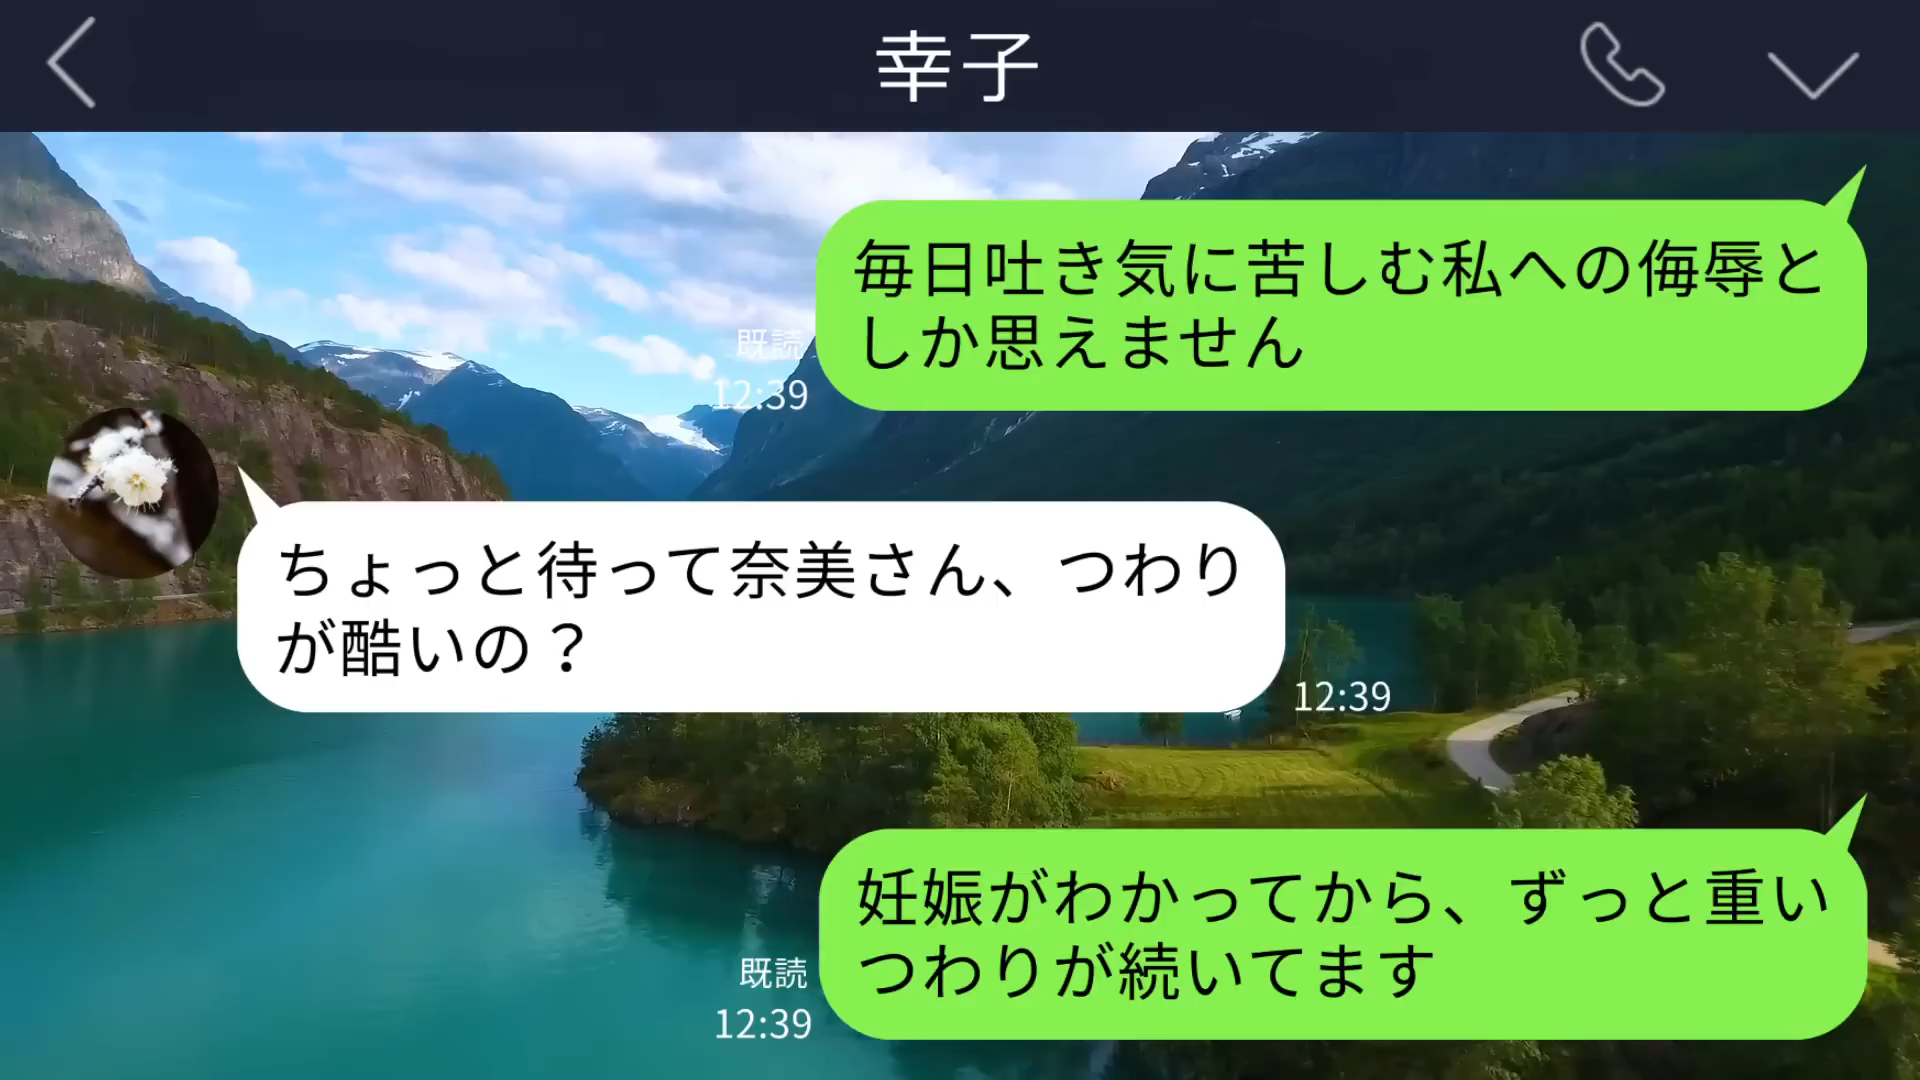 幸子
毎日吐き気に苦しむ私への侮辱と
しか思えません
既読
12:39
ちょっと待って奈美さん、つわり
が酷いの？
12:39
妊娠がわかってから、ずっと重い
つわりが続いてます
既読
12:39